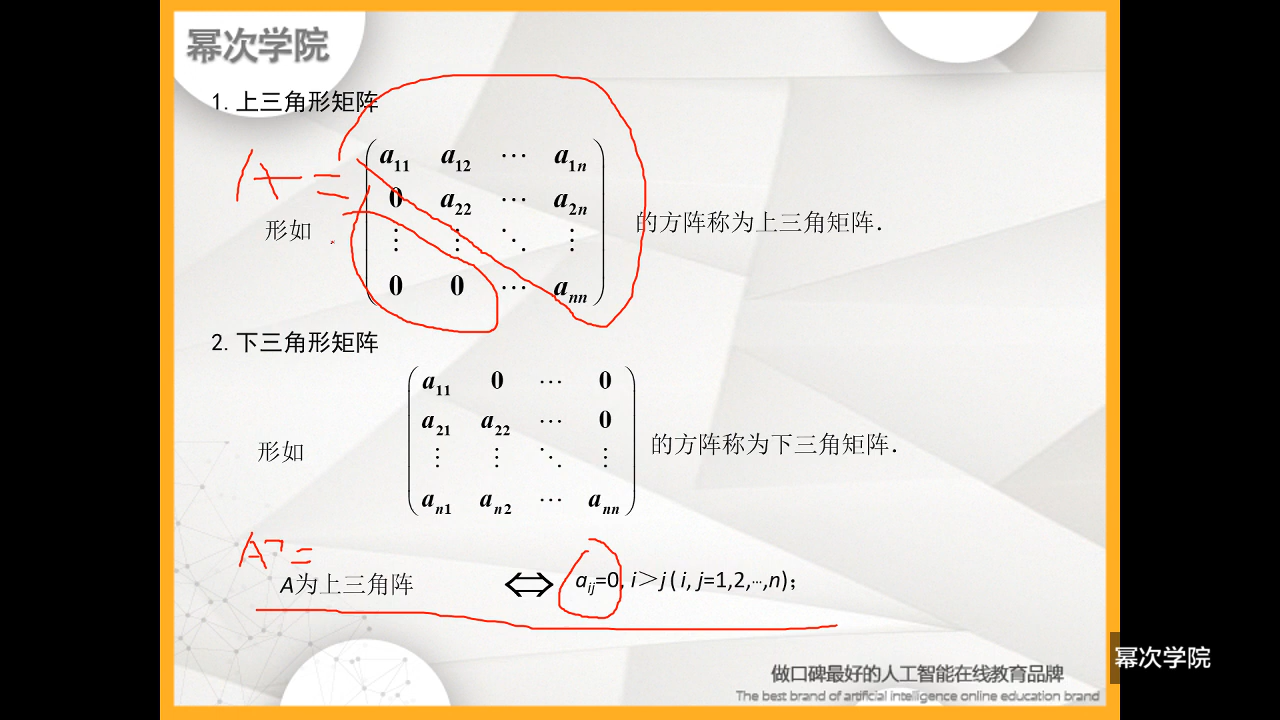 幂次学院
1.上三角形矩阵
A=
a11 a12 ⋯ a1n
0 a22 ⋯ a2n
⋮ ⋮ ⋱ ⋮
0 0 ⋯ ann
形如
的方阵称为上三角矩阵.
2.下三角形矩阵
a11 0 ⋯ 0
a21 a22 ⋯ 0
⋮ ⋮ ⋱ ⋮
an1 an2 ⋯ ann
形如
的方阵称为下三角矩阵.
A为上三角阵 ⇔ aij=0, i＞j ( i, j=1,2,⋯,n);
幂次学院
做口碑最好的人工智能在线教育品牌
The best brand of artificial intelligence online education brand